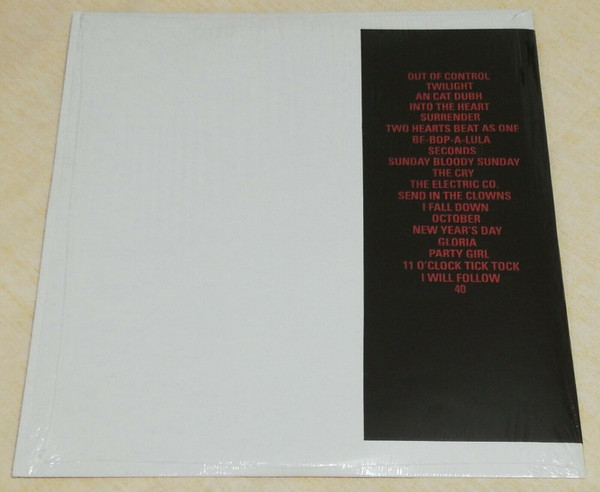 OUT OF CONTROL
TWILIGHT
AN CAT DUBH
INTO THE HEART
SURRENDER
TWO HEARTS BEAT AS ONE
BE-BOP-A-LULA
SECONDS
SUNDAY BLOODY SUNDAY
THE CRY
THE ELECTRIC CO.
SEND IN THE CLOWNS
I FALL DOWN
OCTOBER
NEW YEAR'S DAY
GLORIA
PARTY GIRL
11 O'CLOCK TICK TOCK
I WILL FOLLOW
40